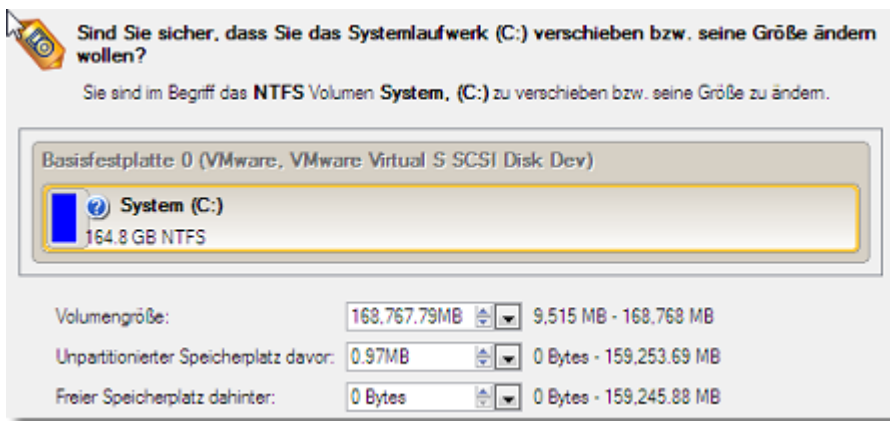 Sind Sie sicher, dass Sie das Systemlaufwerk (C:) verschieben bzw. seine Größe ändern
wollen?
Sie sind im Begriff das NTFS Volumen System, (C:) zu verschieben bzw. seine Größe zu ändern.
Basisfestplatte 0 (VMware, VMware Virtual S SCSI Disk Dev)
System (C:)
164.8 GB NTFS
Volumengröße: 168,767.79MB 9,515 MB - 168,768 MB
Unpartitionierter Speicherplatz davor: 0.97MB 0 Bytes - 159,253.69 MB
Freier Speicherplatz dahinter: 0 Bytes 0 Bytes - 159,245.88 MB